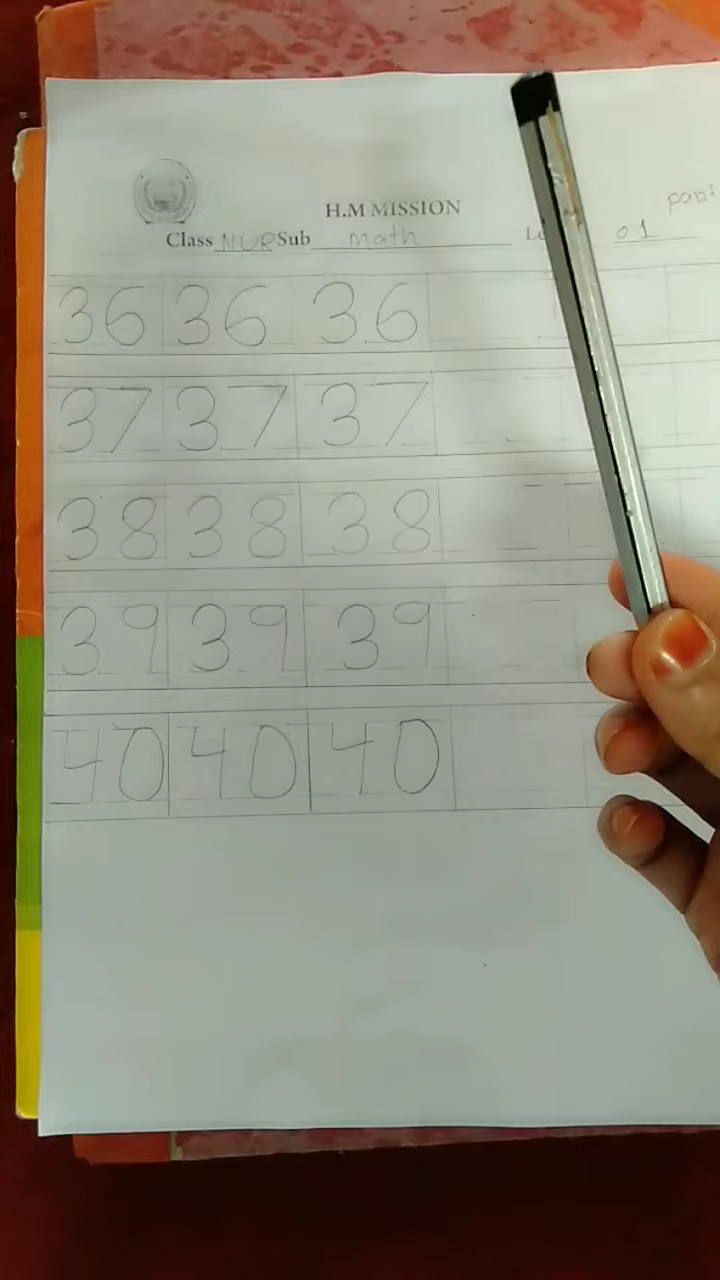 H.M MISSION
part
Class NUR Sub math 01
36 36 36
37 37 37
38 38 38
39 39 39
40 40 40